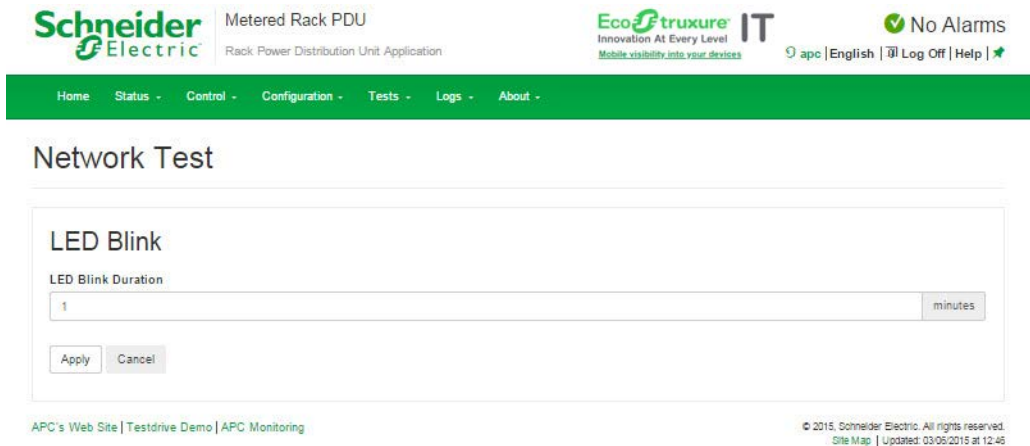 Schneider Electric
Metered Rack PDU
Rack Power Distribution Unit Application
EcoStruxure IT
Innovation At Every Level
Mobile visibility into your devices
No Alarms
apc | English | Log Off | Help |
Home Status Control Configuration Tests Logs About
Network Test
LED Blink
LED Blink Duration
1 minutes
Apply Cancel
APC's Web Site | Testdrive Demo | APC Monitoring
© 2015, Schneider Electric. All rights reserved.
Site Map | Updated: 03/06/2015 at 12:46